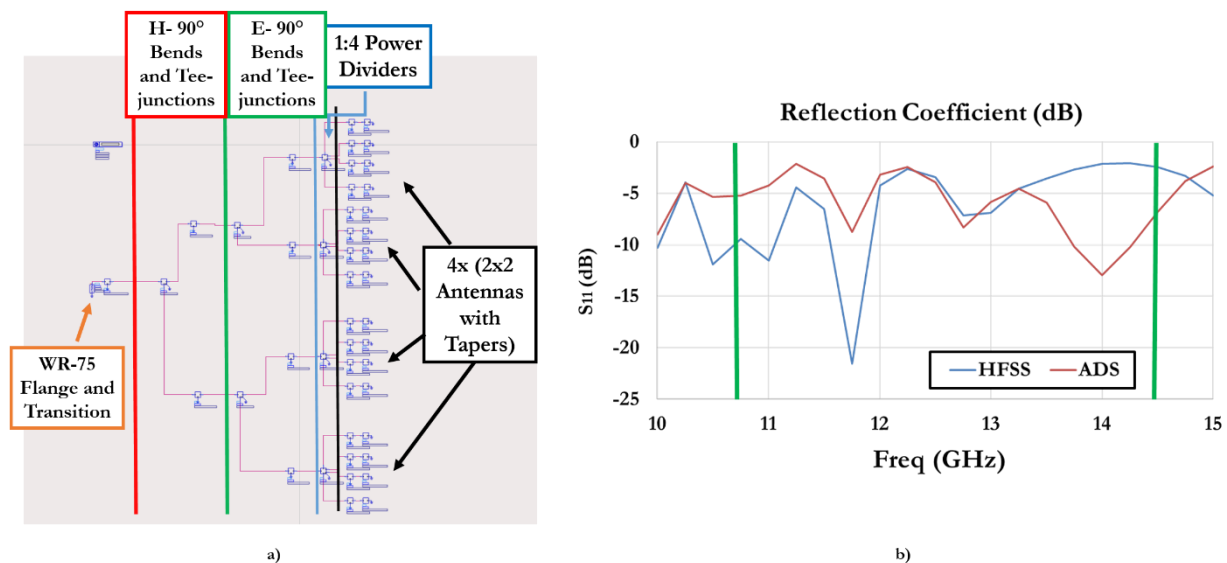 H- 90°
Bends
and Tee-
junctions
E- 90°
Bends
and Tee-
junctions
1:4 Power
Dividers
4x (2x2
Antennas
with
Tapers)
WR-75
Flange and
Transition
a)
Reflection Coefficient (dB)
S11 (dB)
0
-5
-10
-15
-20
-25
HFSS
ADS
10
11
12
13
14
15
Freq (GHz)
b)